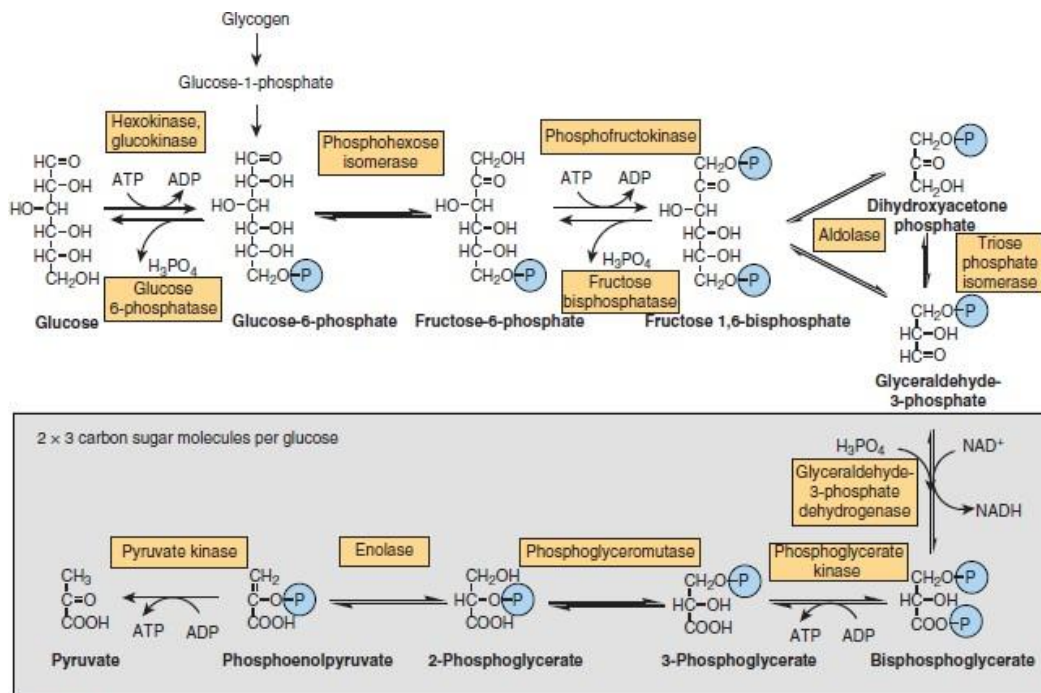 Glycogen
Glucose-1-phosphate
Hexokinase,
glucokinase
Phosphohexose
isomerase
Phosphofructokinase
HC=O
HC–OH
HO–CH
HC–OH
HC–OH
CH₂OH
Glucose
ATP
ADP
H₃PO₄
Glucose
6-phosphatase
HC=O
HC–OH
HO–CH
HC–OH
HC–OH
CH₂O–P
Glucose-6-phosphate
CH₂OH
C=O
HO–CH
HC–OH
HC–OH
CH₂O–P
Fructose-6-phosphate
ATP
ADP
H₃PO₄
Fructose
bisphosphatase
CH₂O–P
C=O
HO–CH
HC–OH
HC–OH
CH₂O–P
Fructose 1,6-bisphosphate
Aldolase
CH₂O–P
C=O
CH₂OH
Dihydroxyacetone
phosphate
Triose
phosphate
isomerase
CH₂O–P
HC–OH
HC=O
Glyceraldehyde-
3-phosphate
2 × 3 carbon sugar molecules per glucose
H₃PO₄
NAD⁺
Glyceraldehyde-
3-phosphate
dehydrogenase
NADH
Pyruvate kinase
Enolase
Phosphoglyceromutase
Phosphoglycerate
kinase
CH₃
C=O
COOH
Pyruvate
ATP
ADP
CH₂
C–O–P
COOH
Phosphoenolpyruvate
CH₂OH
HC–O–P
COOH
2-Phosphoglycerate
CH₂O–P
HC–OH
COOH
3-Phosphoglycerate
ATP
ADP
CH₂O–P
HC–OH
COO–P
Bisphosphoglycerate